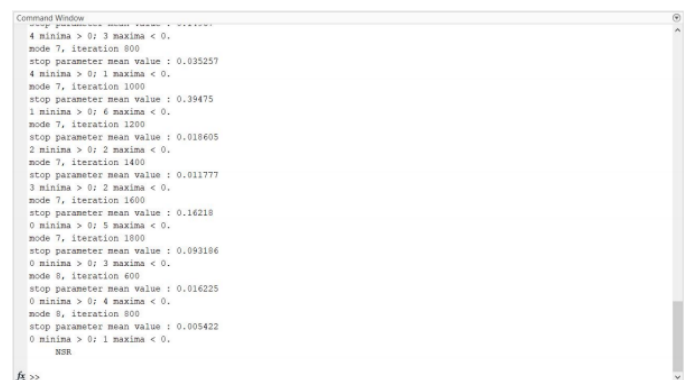 Command Window
stop parameter mean value :
4 minima > 0; 3 maxima < 0.
mode 7, iteration 800
stop parameter mean value : 0.035257
4 minima > 0; 1 maxima < 0.
mode 7, iteration 1000
stop parameter mean value : 0.39475
1 minima > 0; 6 maxima < 0.
mode 7, iteration 1200
stop parameter mean value : 0.018605
2 minima > 0; 2 maxima < 0.
mode 7, iteration 1400
stop parameter mean value : 0.011777
3 minima > 0; 2 maxima < 0.
mode 7, iteration 1600
stop parameter mean value : 0.16218
0 minima > 0; 5 maxima < 0.
mode 7, iteration 1800
stop parameter mean value : 0.093186
0 minima > 0; 3 maxima < 0.
mode 8, iteration 600
stop parameter mean value : 0.016225
0 minima > 0; 4 maxima < 0.
mode 8, iteration 800
stop parameter mean value : 0.005422
0 minima > 0; 1 maxima < 0.
NSR
fx >>